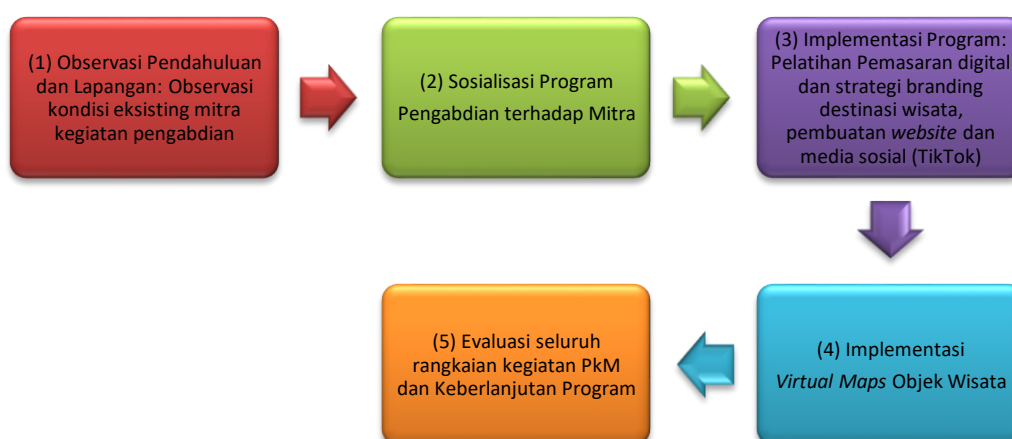 (1) Observasi Pendahuluan
dan Lapangan: Observasi
kondisi eksisting mitra
kegiatan pengabdian
(2) Sosialisasi Program
Pengabdian terhadap Mitra
(3) Implementasi Program:
Pelatihan Pemasaran digital
dan strategi branding
destinasi wisata,
pembuatan website dan
media sosial (TikTok)
(4) Implementasi
Virtual Maps Objek Wisata
(5) Evaluasi seluruh
rangkaian kegiatan PkM
dan Keberlanjutan Program